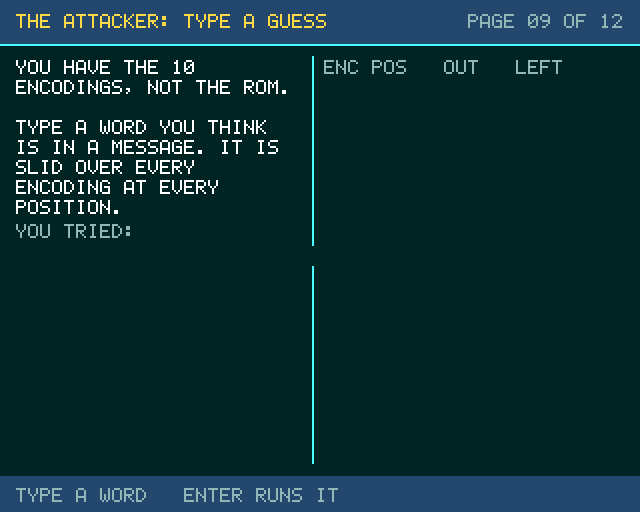 THE ATTACKER: TYPE A GUESS
PAGE 09 OF 12
YOU HAVE THE 10
ENCODINGS, NOT THE ROM.
TYPE A WORD YOU THINK
IS IN A MESSAGE. IT IS
SLID OVER EVERY
ENCODING AT EVERY
POSITION.
YOU TRIED:
ENC POS OUT LEFT
TYPE A WORD ENTER RUNS IT